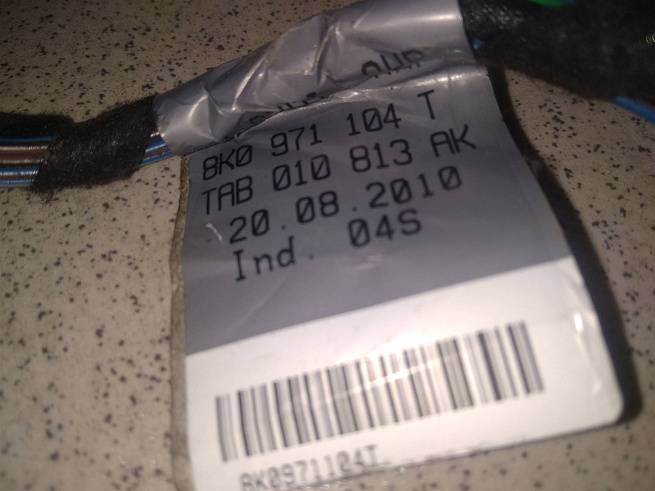 8K0 971 104 T
TAB 010 813 AK
.20.08.2010
Ind. 04S
8K0971104T